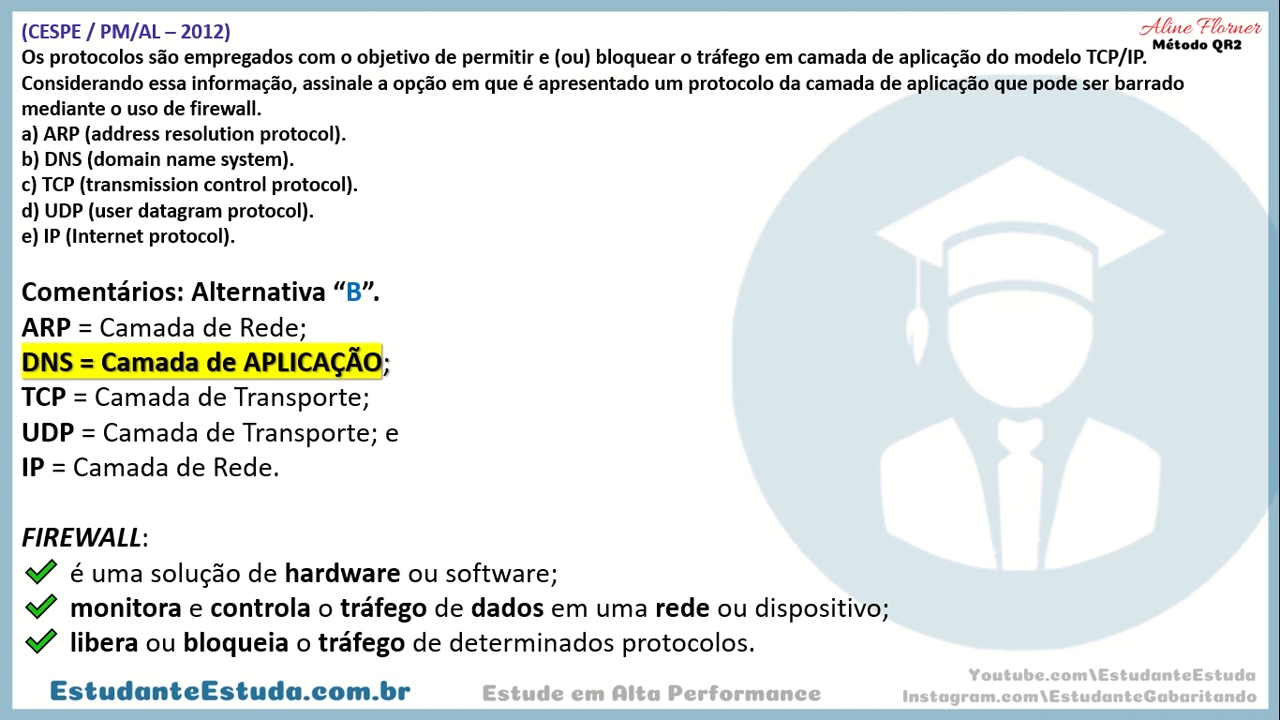 (CESPE / PM/AL – 2012)
Aline Florner
Método QR2
Os protocolos são empregados com o objetivo de permitir e (ou) bloquear o tráfego em camada de aplicação do modelo TCP/IP.
Considerando essa informação, assinale a opção em que é apresentado um protocolo da camada de aplicação que pode ser barrado
mediante o uso de firewall.
a) ARP (address resolution protocol).
b) DNS (domain name system).
c) TCP (transmission control protocol).
d) UDP (user datagram protocol).
e) IP (Internet protocol).
Comentários: Alternativa “B”.
ARP = Camada de Rede;
DNS = Camada de APLICAÇÃO;
TCP = Camada de Transporte;
UDP = Camada de Transporte; e
IP = Camada de Rede.
FIREWALL:
é uma solução de hardware ou software;
monitora e controla o tráfego de dados em uma rede ou dispositivo;
libera ou bloqueia o tráfego de determinados protocolos.
EstudanteEstuda.com.br
Estude em Alta Performance
Youtube.com\EstudanteEstuda
Instagram.com\EstudanteGabaritando